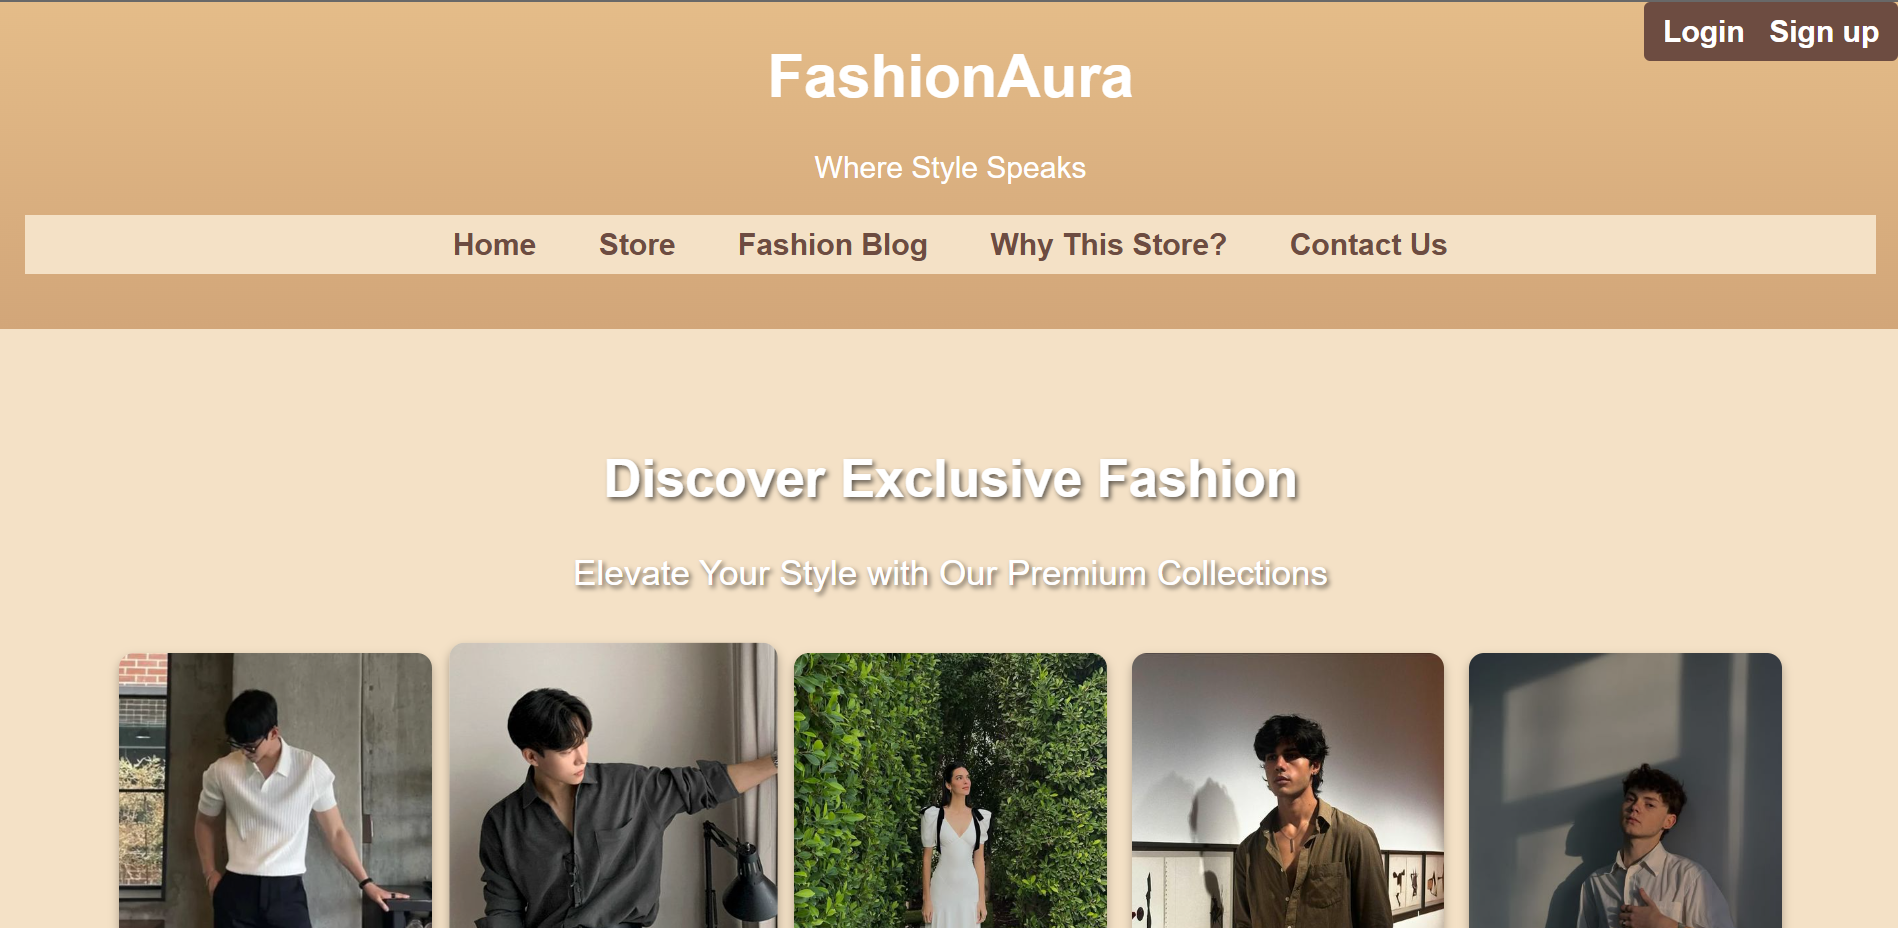 Login Sign up
FashionAura
Where Style Speaks
Home Store Fashion Blog Why This Store? Contact Us
Discover Exclusive Fashion
Elevate Your Style with Our Premium Collections